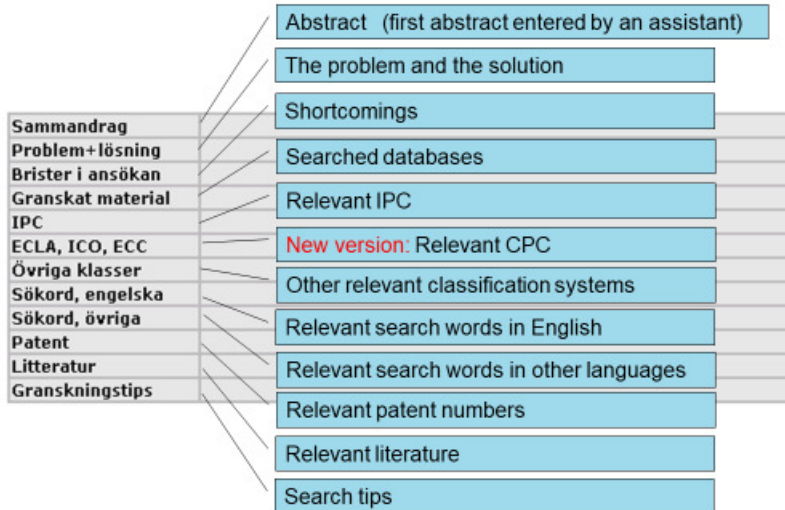 Abstract (first abstract entered by an assistant)
The problem and the solution
Shortcomings
Searched databases
Relevant IPC
New version: Relevant CPC
Other relevant classification systems
Relevant search words in English
Relevant search words in other languages
Relevant patent numbers
Relevant literature
Search tips
Sammandrag
Problem+lösning
Brister i ansökan
Granskat material
IPC
ECLA, ICO, ECC
Övriga klasser
Sökord, engelska
Sökord, övriga
Patent
Litteratur
Granskningstips